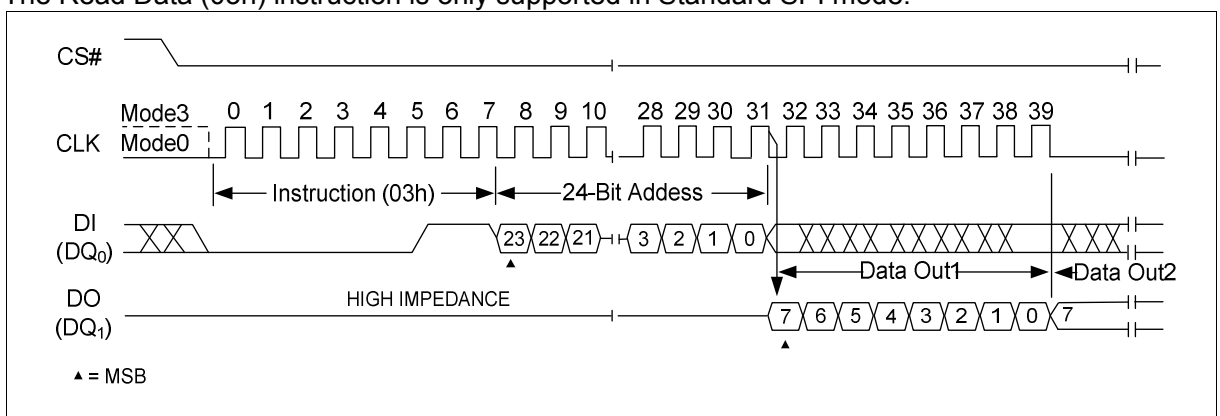 The Read Data (03h) instruction is only supported in Standard SPI mode.
CS#
Mode3 0 1 2 3 4 5 6 7 8 9 10 28 29 30 31 32 33 34 35 36 37 38 39
CLK Mode0
Instruction (03h) 24-Bit Addess
DI
(DQ0)
23 22 21 3 2 1 0
Data Out1 Data Out2
DO
(DQ1)
HIGH IMPEDANCE
7 6 5 4 3 2 1 0 7
▲ = MSB